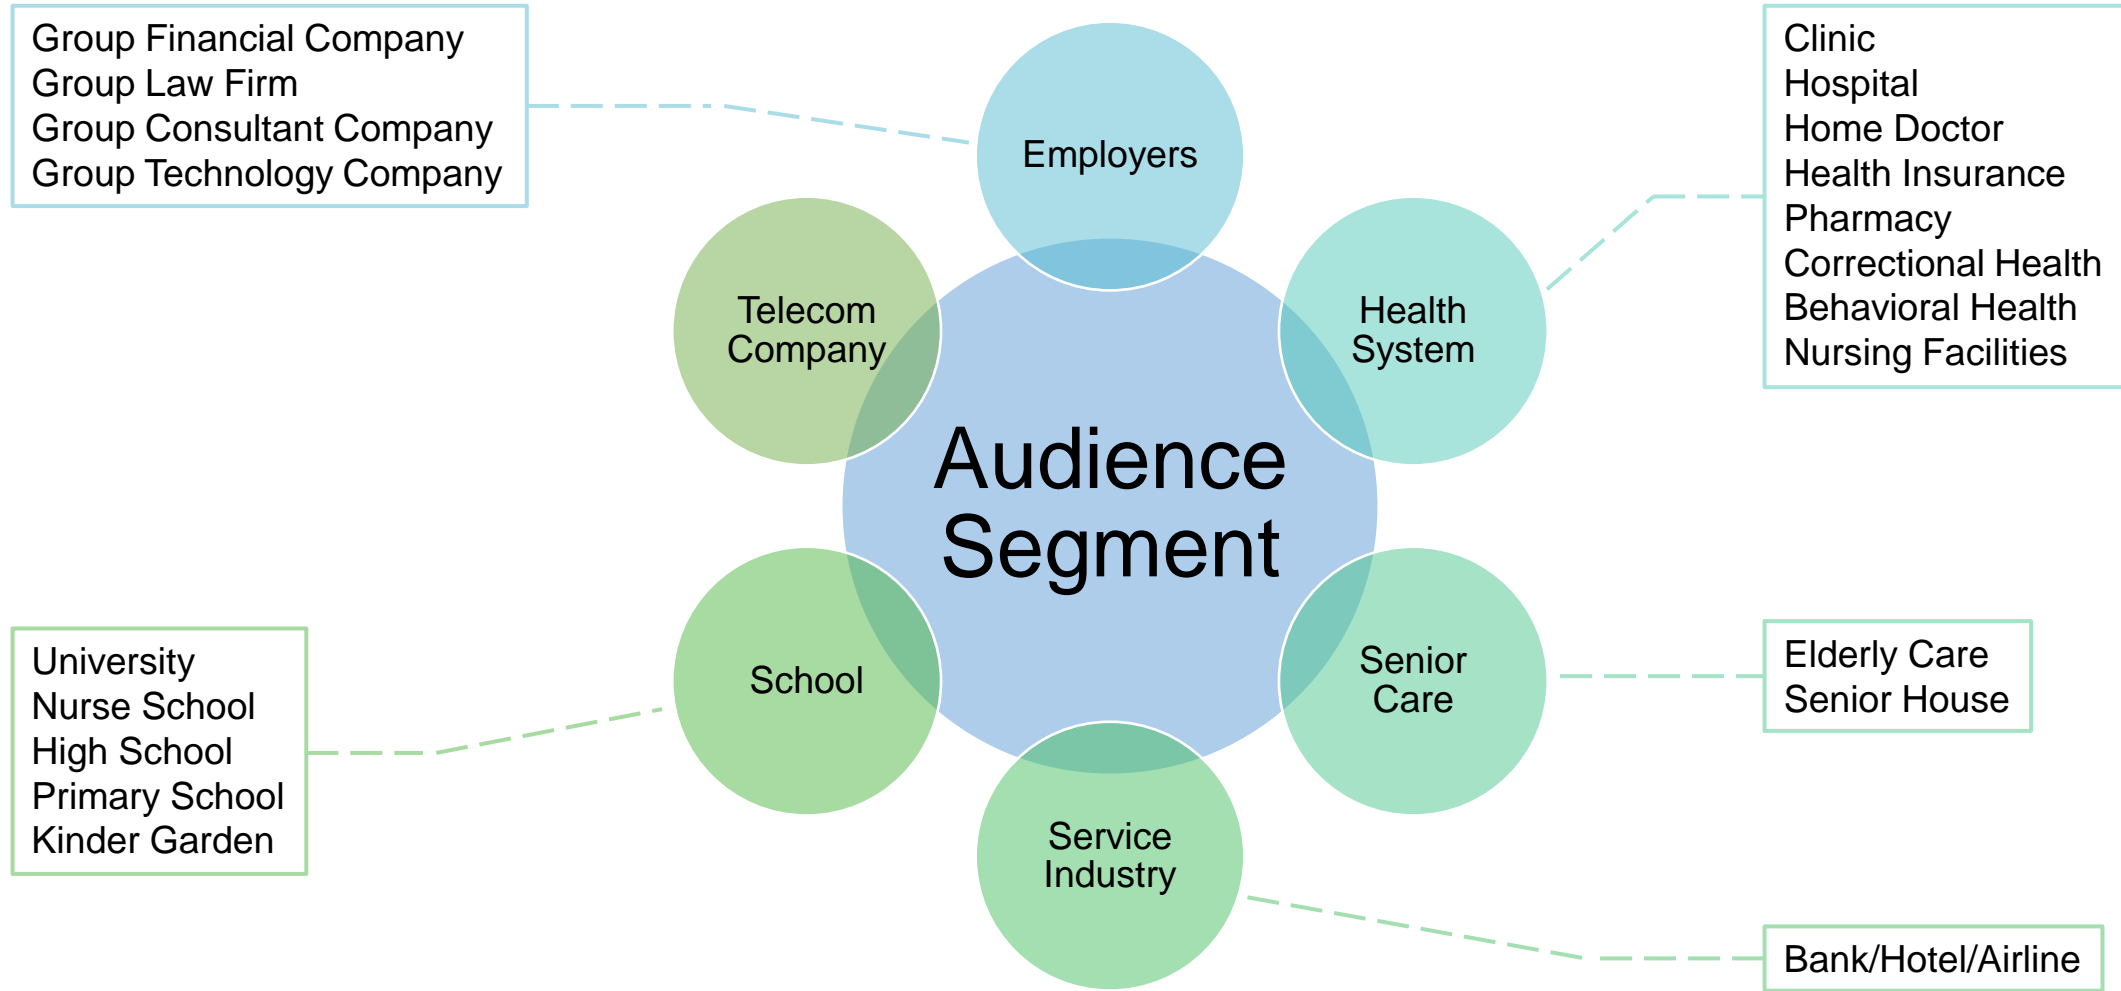 Group Financial Company
Group Law Firm
Group Consultant Company
Group Technology Company
Employers
Clinic
Hospital
Home Doctor
Health Insurance
Pharmacy
Correctional Health
Behavioral Health
Nursing Facilities
Telecom
Company
Health
System
Audience
Segment
University
Nurse School
High School
Primary School
Kinder Garden
School
Senior
Care
Elderly Care
Senior House
Service
Industry
Bank/Hotel/Airline